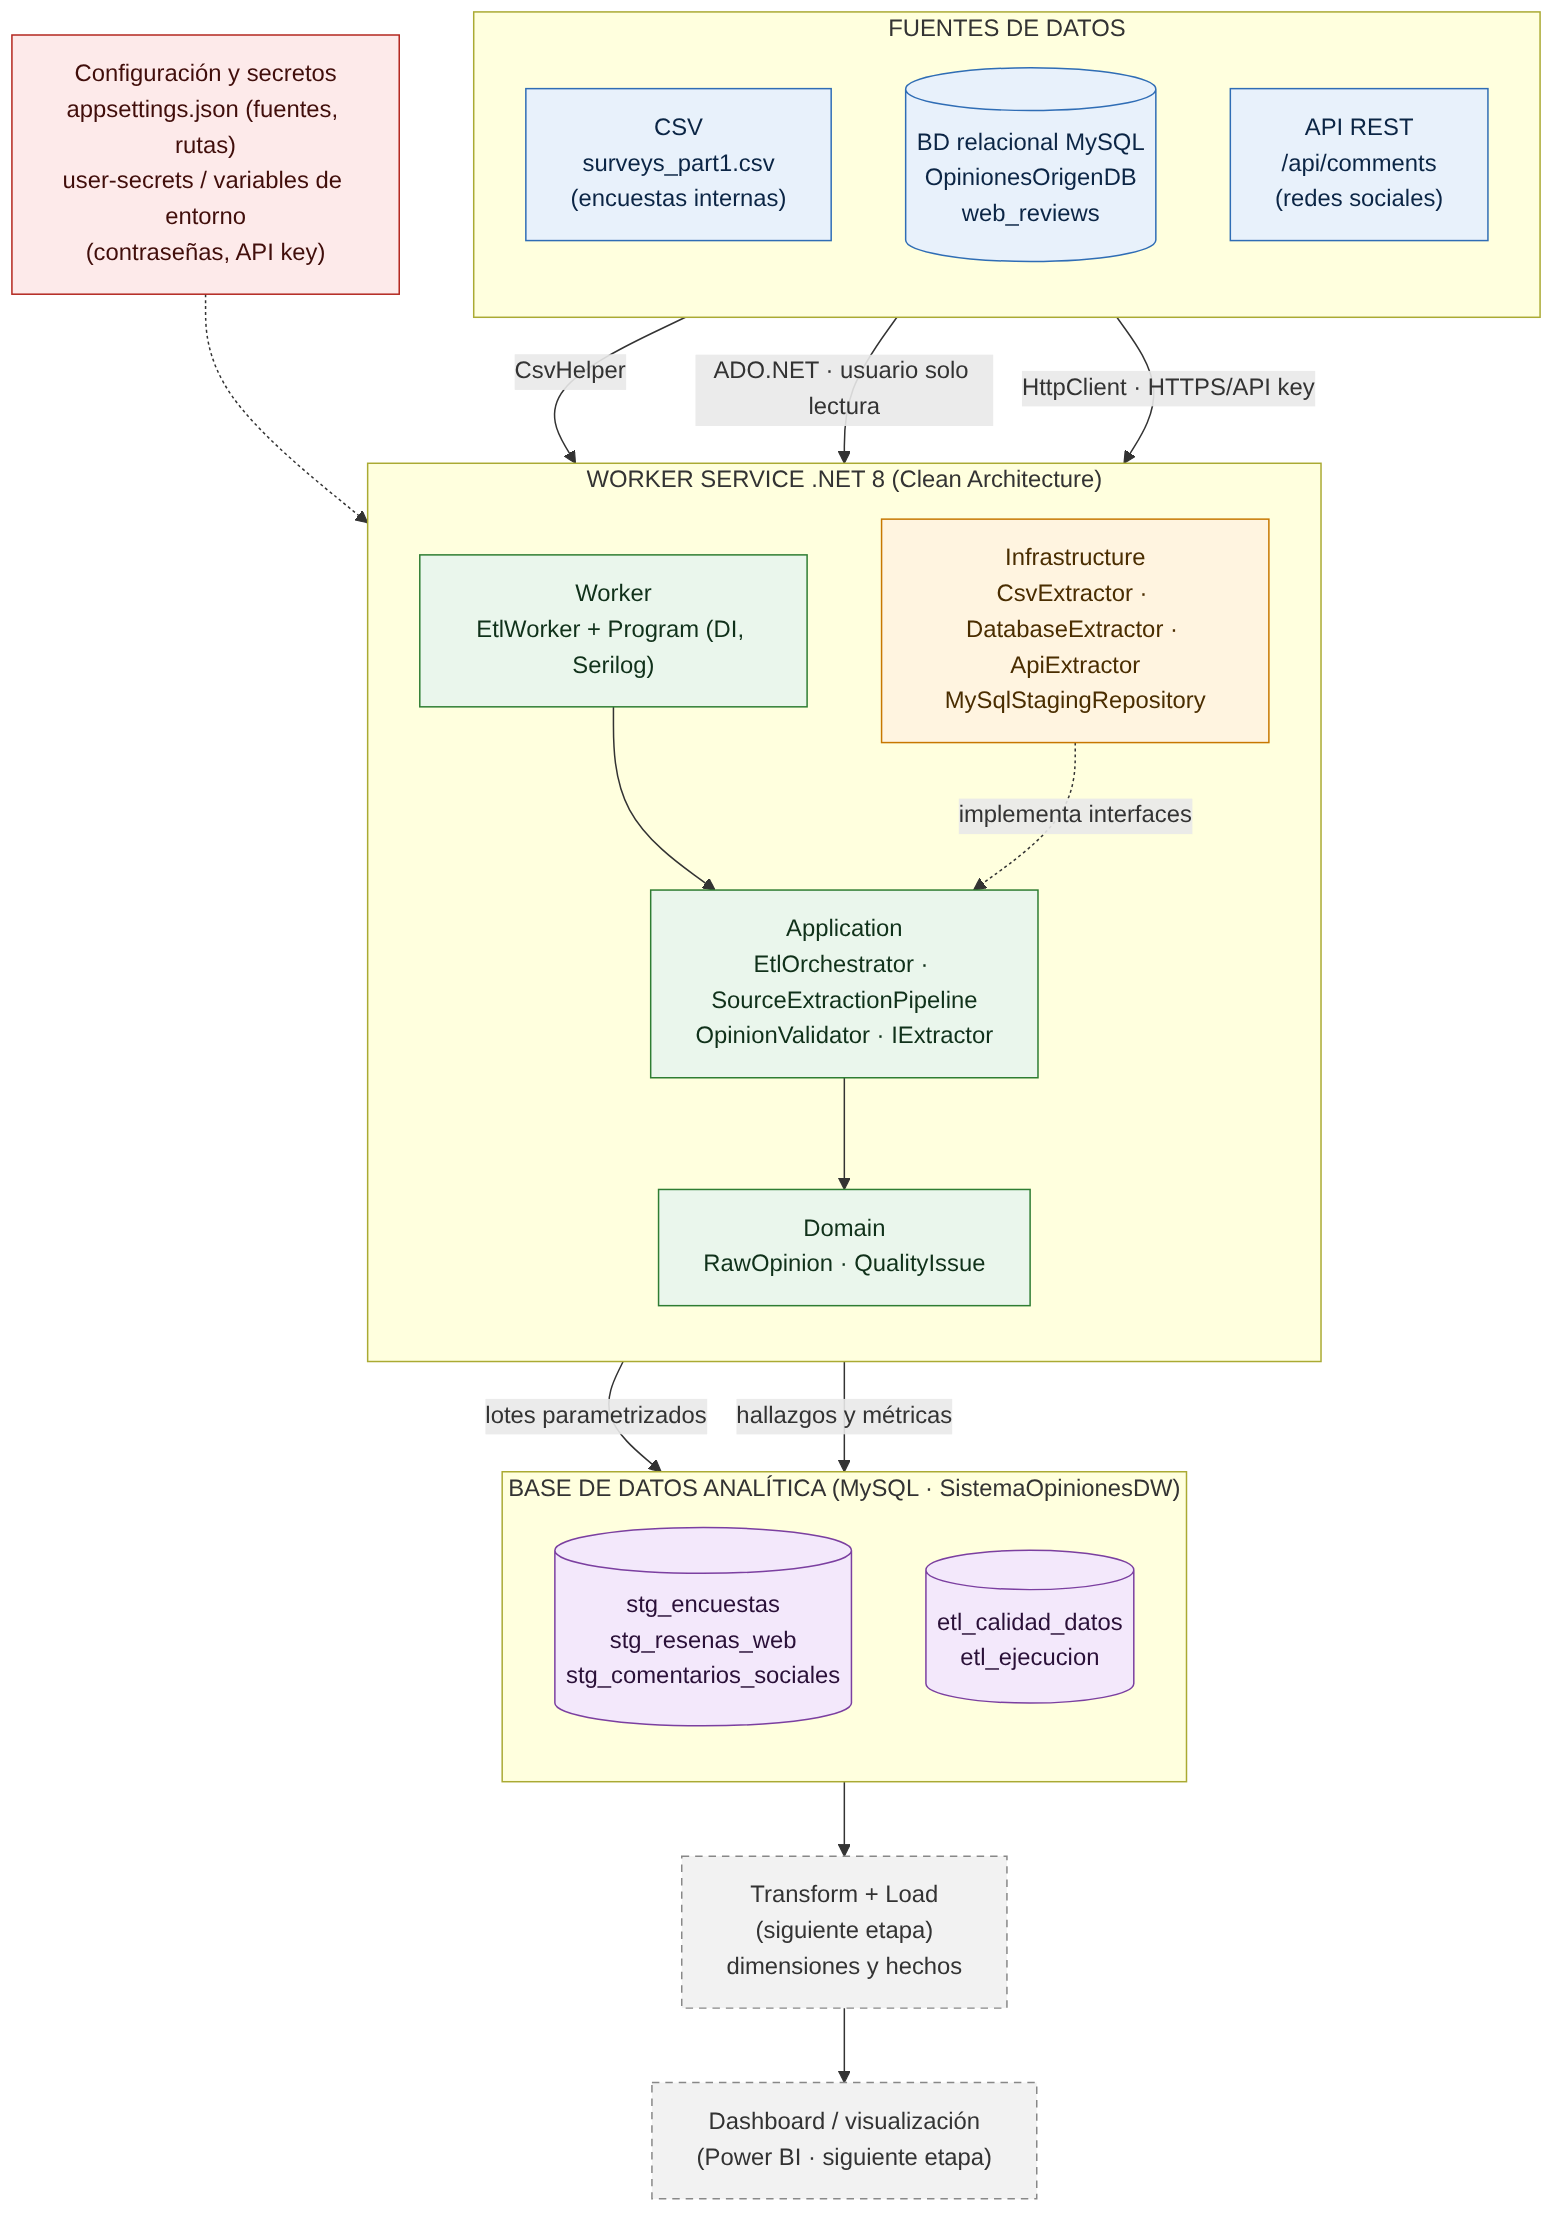 FUENTES DE DATOS
Configuración y secretos
appsettings.json (fuentes,
rutas)
user-secrets / variables de
entorno
(contraseñas, API key)
CSV
surveys_part1.csv
(encuestas internas)
BD relacional MySQL
OpinionesOrigenDB
web_reviews
API REST
/api/comments
(redes sociales)
CsvHelper
ADO.NET · usuario solo
lectura
HttpClient · HTTPS/API key
WORKER SERVICE .NET 8 (Clean Architecture)
Worker
EtlWorker + Program (DI,
Serilog)
Infrastructure
CsvExtractor ·
DatabaseExtractor ·
ApiExtractor
MySqlStagingRepository
implementa interfaces
Application
EtlOrchestrator ·
SourceExtractionPipeline
OpinionValidator · IExtractor
Domain
RawOpinion · QualityIssue
lotes parametrizados
hallazgos y métricas
BASE DE DATOS ANALÍTICA (MySQL · SistemaOpinionesDW)
stg_encuestas
stg_resenas_web
stg_comentarios_sociales
etl_calidad_datos
etl_ejecucion
Transform + Load
(siguiente etapa)
dimensiones y hechos
Dashboard / visualización
(Power BI · siguiente etapa)